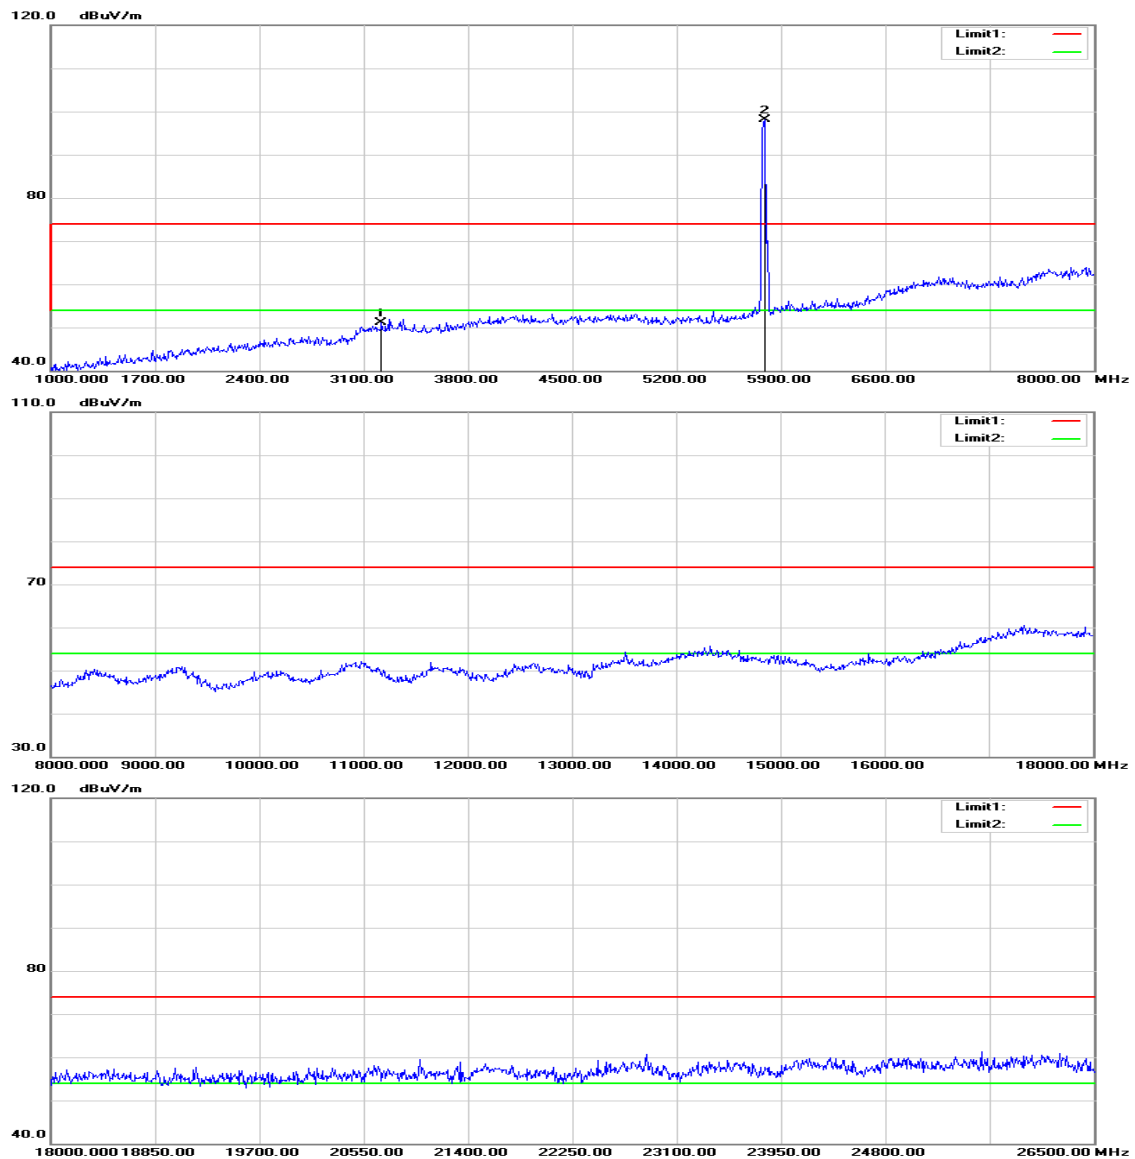 120.0 dBuV/m
Limit1:
Limit2:
2
80
1
40.0
1000.000 1700.00 2400.00 3100.00 3800.00 4500.00 5200.00 5900.00 6600.00 8000.00 MHz
110.0 dBuV/m
Limit1:
Limit2:
70
30.0
8000.000 9000.00 10000.00 11000.00 12000.00 13000.00 14000.00 15000.00 16000.00 18000.00 MHz
120.0 dBuV/m
Limit1:
Limit2:
80
40.0
18000.000 18850.00 19700.00 20550.00 21400.00 22250.00 23100.00 23950.00 24800.00 26500.00 MHz